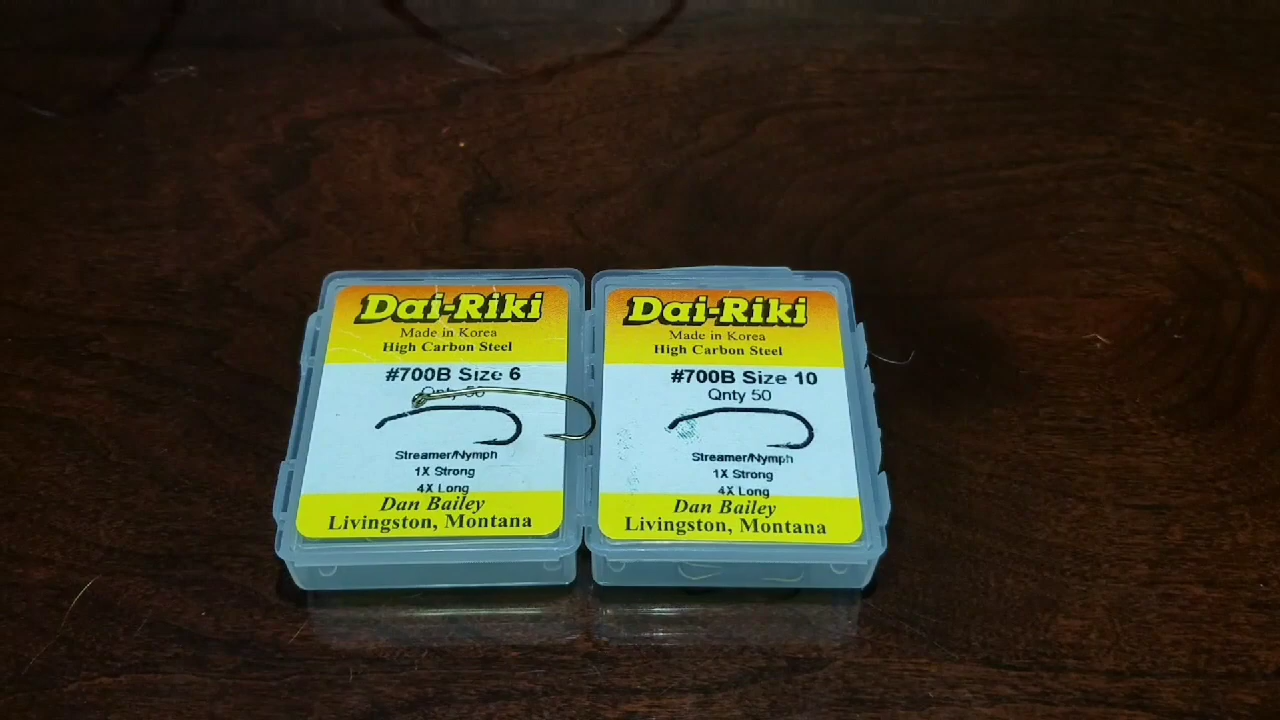 Dai-Riki
Made in Korea
High Carbon Steel
#700B Size 6
Qnty 50
Streamer/Nymph
1X Strong
4X Long
Dan Bailey
Livingston, Montana
Dai-Riki
Made in Korea
High Carbon Steel
#700B Size 10
Qnty 50
Streamer/Nymph
1X Strong
4X Long
Dan Bailey
Livingston, Montana